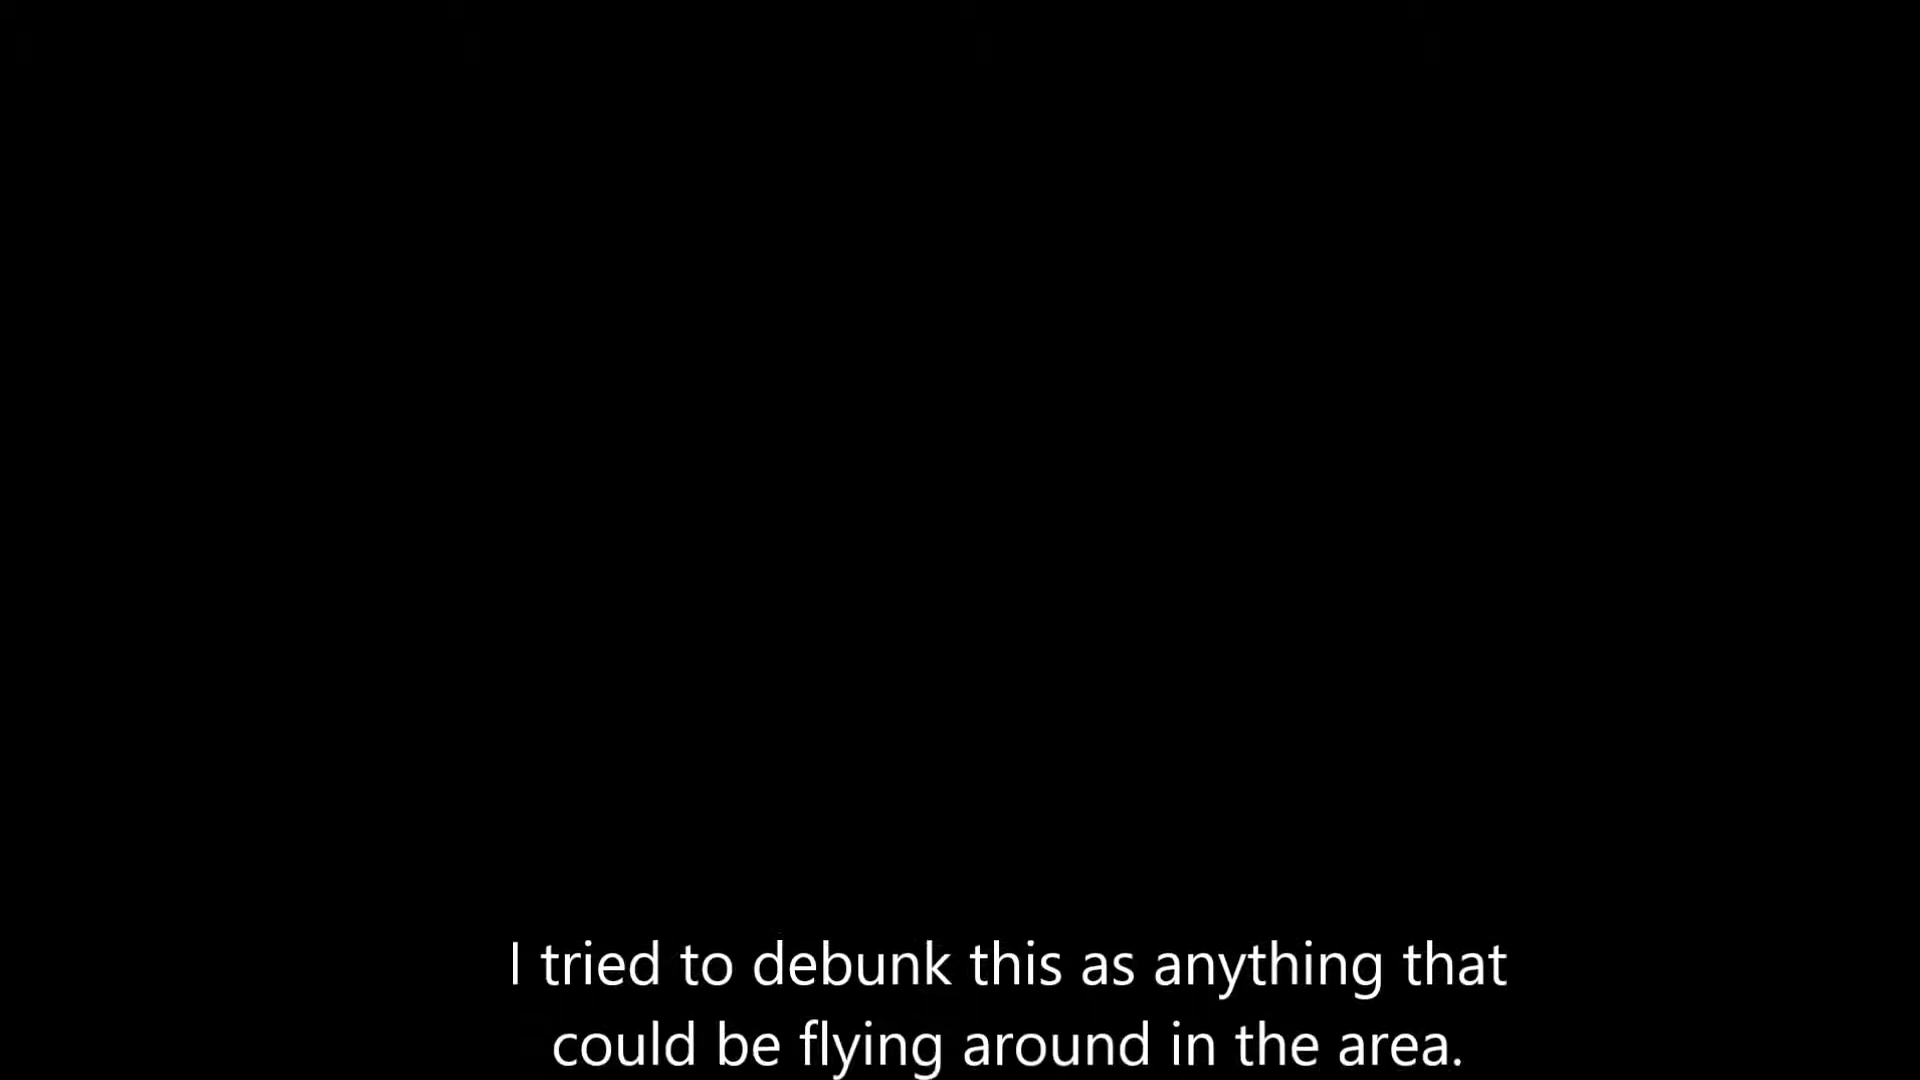 I tried to debunk this as anything that
could be flying around in the area.